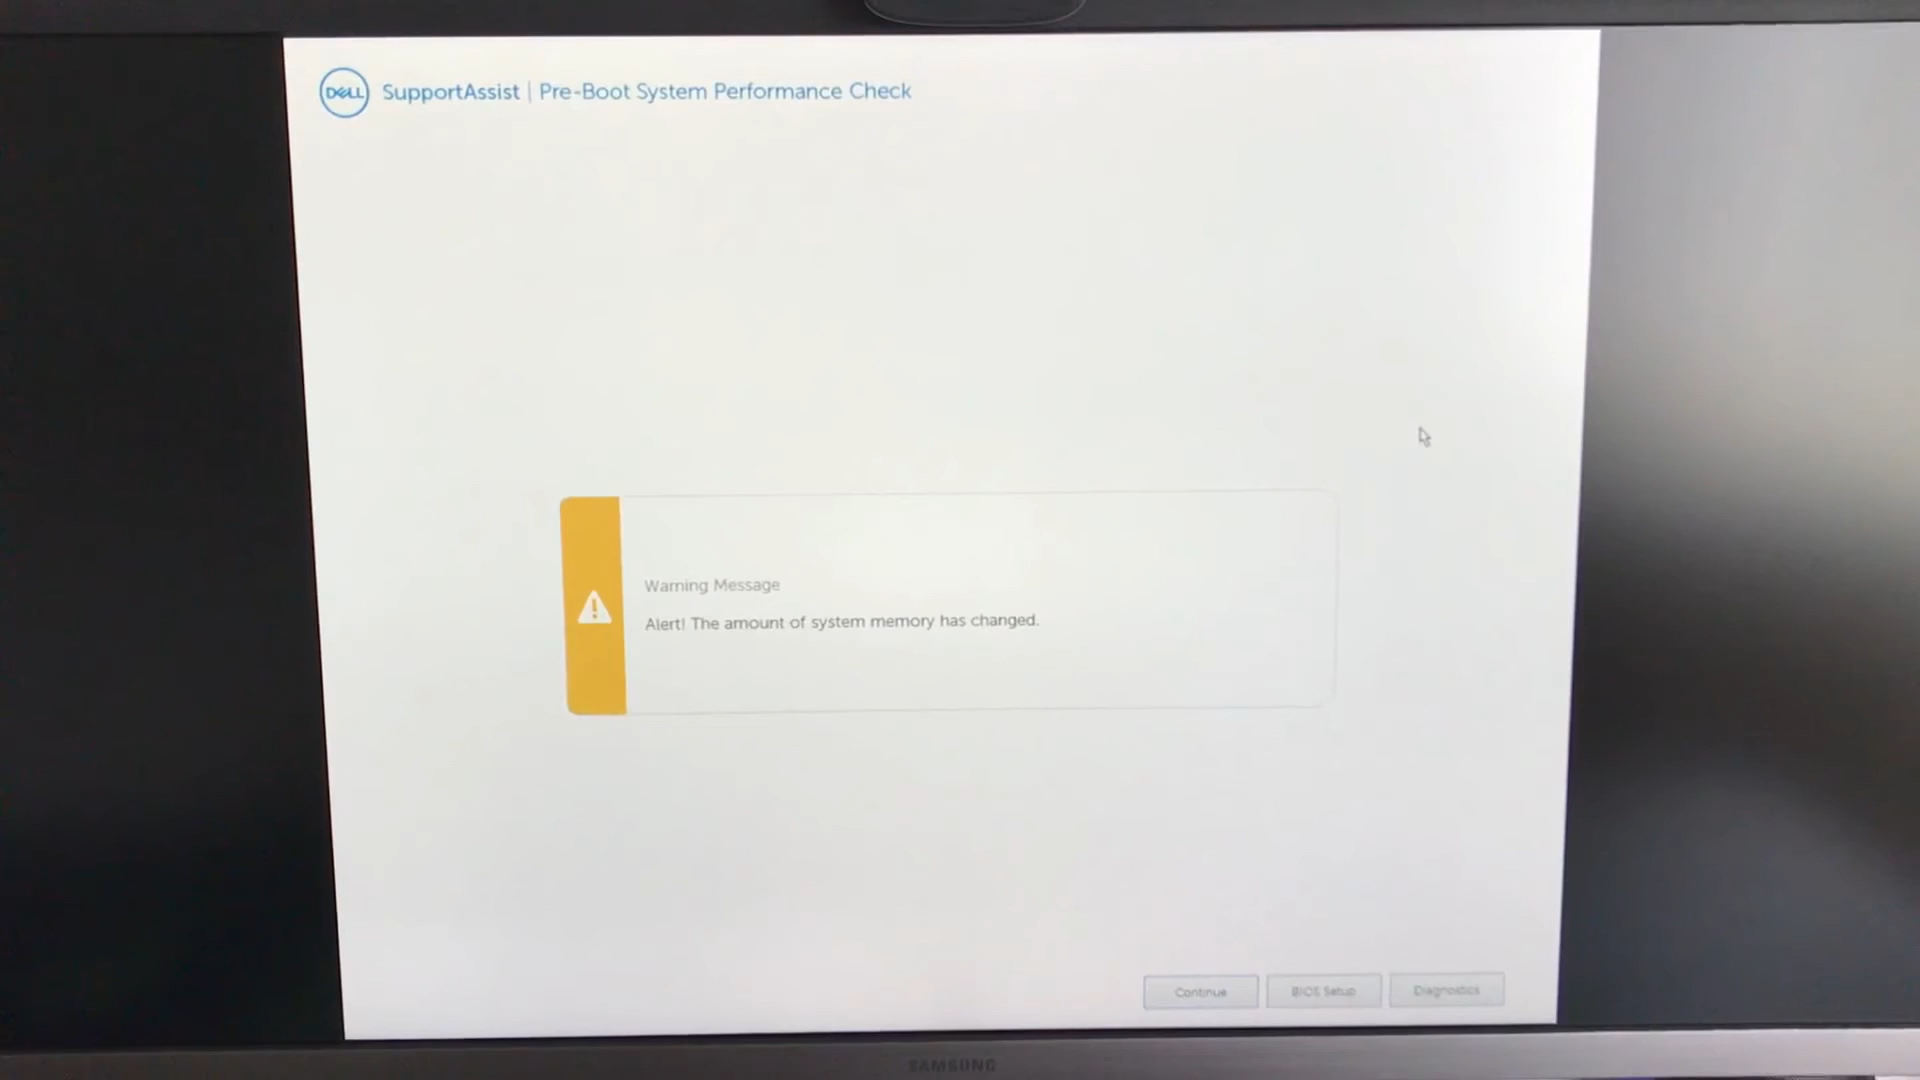 DELL
SupportAssist | Pre-Boot System Performance Check
Warning Message
Alert! The amount of system memory has changed.
Continue
BIOS Setup
Diagnostics
SAMSUNG